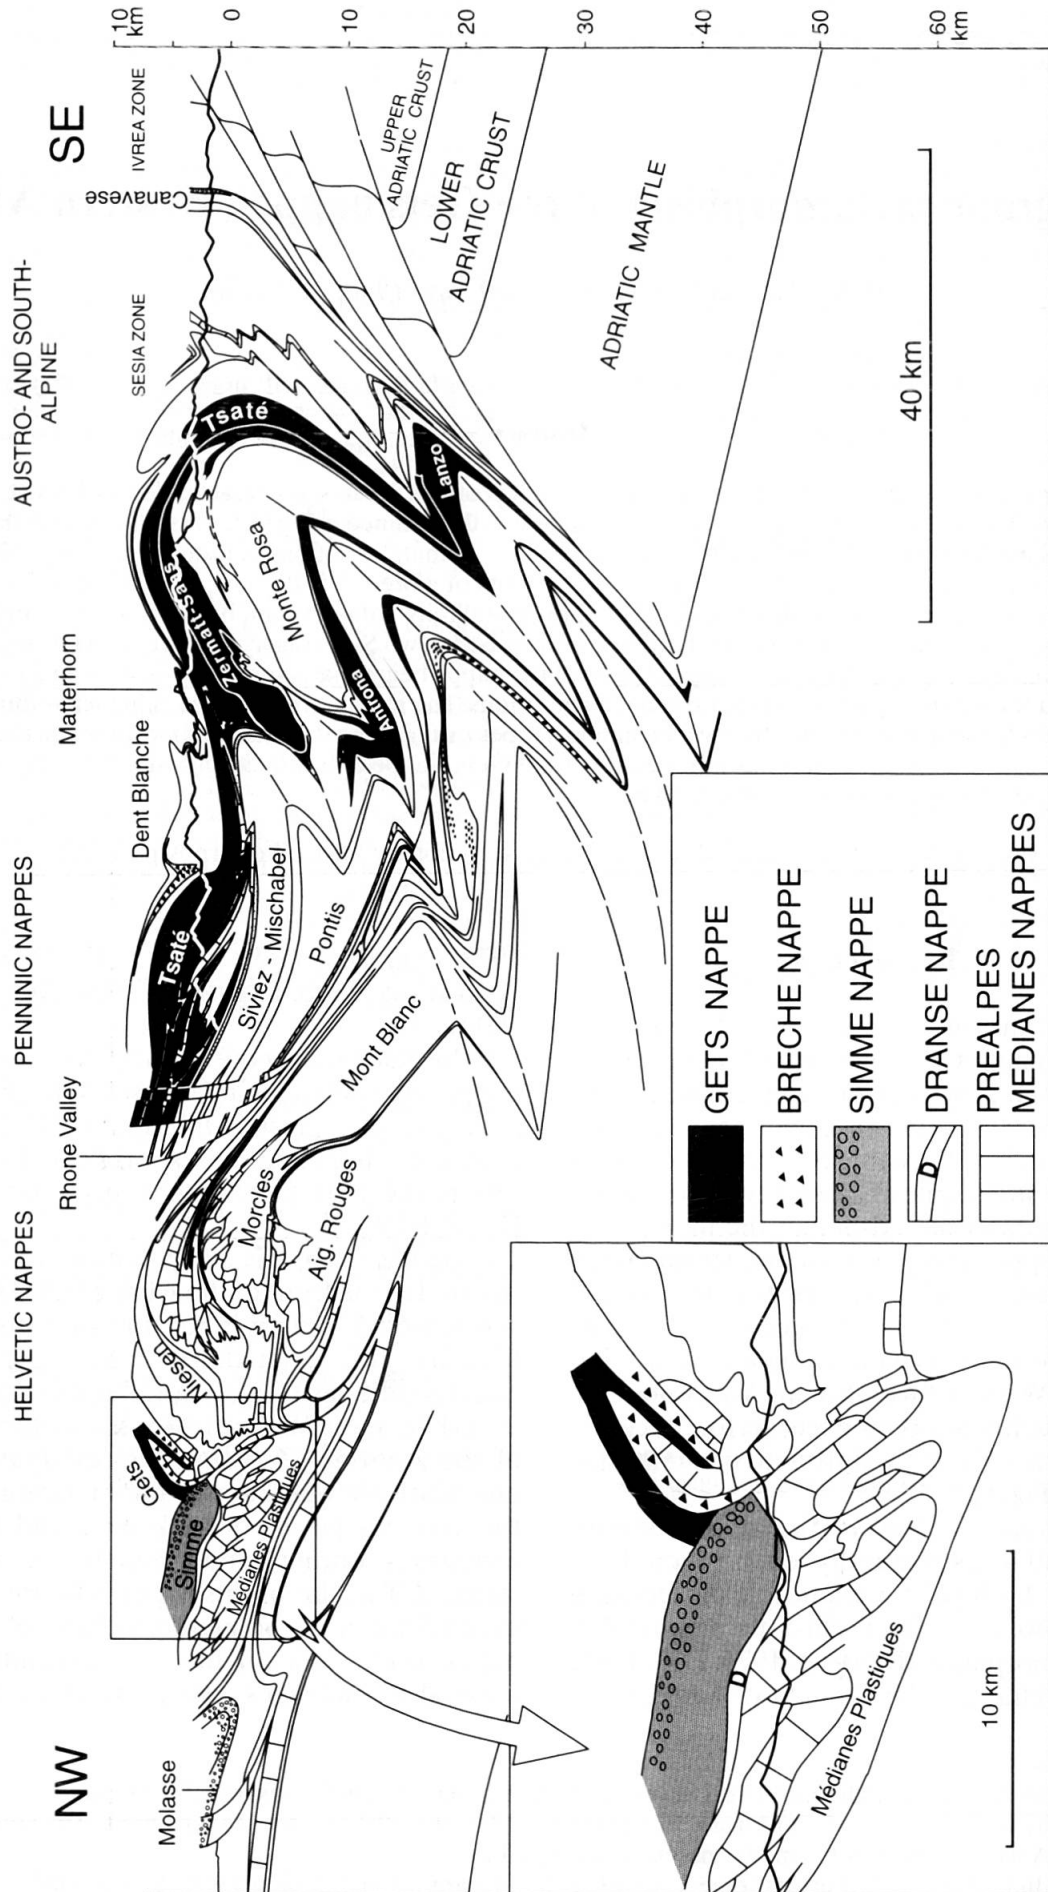 NW
SE
HELVETIC NAPPES
PENNINIC NAPPES
AUSTRO- AND SOUTH-
ALPINE
Molasse
Rhone Valley
Dent Blanche
Matterhorn
SESIA ZONE
Canavese
IVREA ZONE
10
km
0
10
20
30
40
50
60
km
Gets
Simme
Médianes Plastiques
Niesen
Morcles
Aig. Rouges
Mont Blanc
Tsaté
Siviez - Mischabel
Pontis
Zermatt-Saas
Monte Rosa
Antrona
Tsaté
Lanzo
UPPER
ADRIATIC CRUST
LOWER
ADRIATIC CRUST
ADRIATIC MANTLE
40 km
D
Médianes Plastiques
10 km
GETS NAPPE
BRECHE NAPPE
SIMME NAPPE
D
DRANSE NAPPE
PREALPES
MEDIANES NAPPES